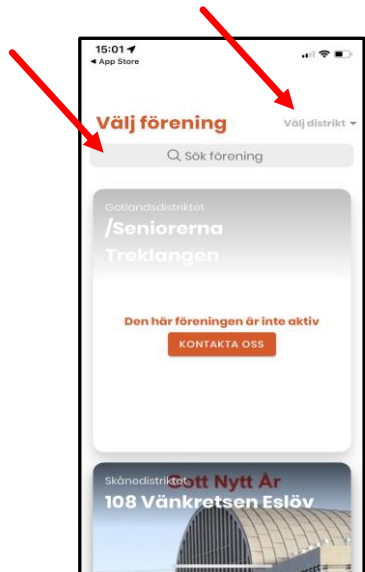 15:01
◀ App Store
Välj förening
Välj distrikt
Sök förening
Gotlandsdistriktet
/Seniorerna
Treklangen
Den här föreningen är inte aktiv
KONTAKTA OSS
Skånedistriktet
Gott Nytt År
108 Vänkretsen Eslöv